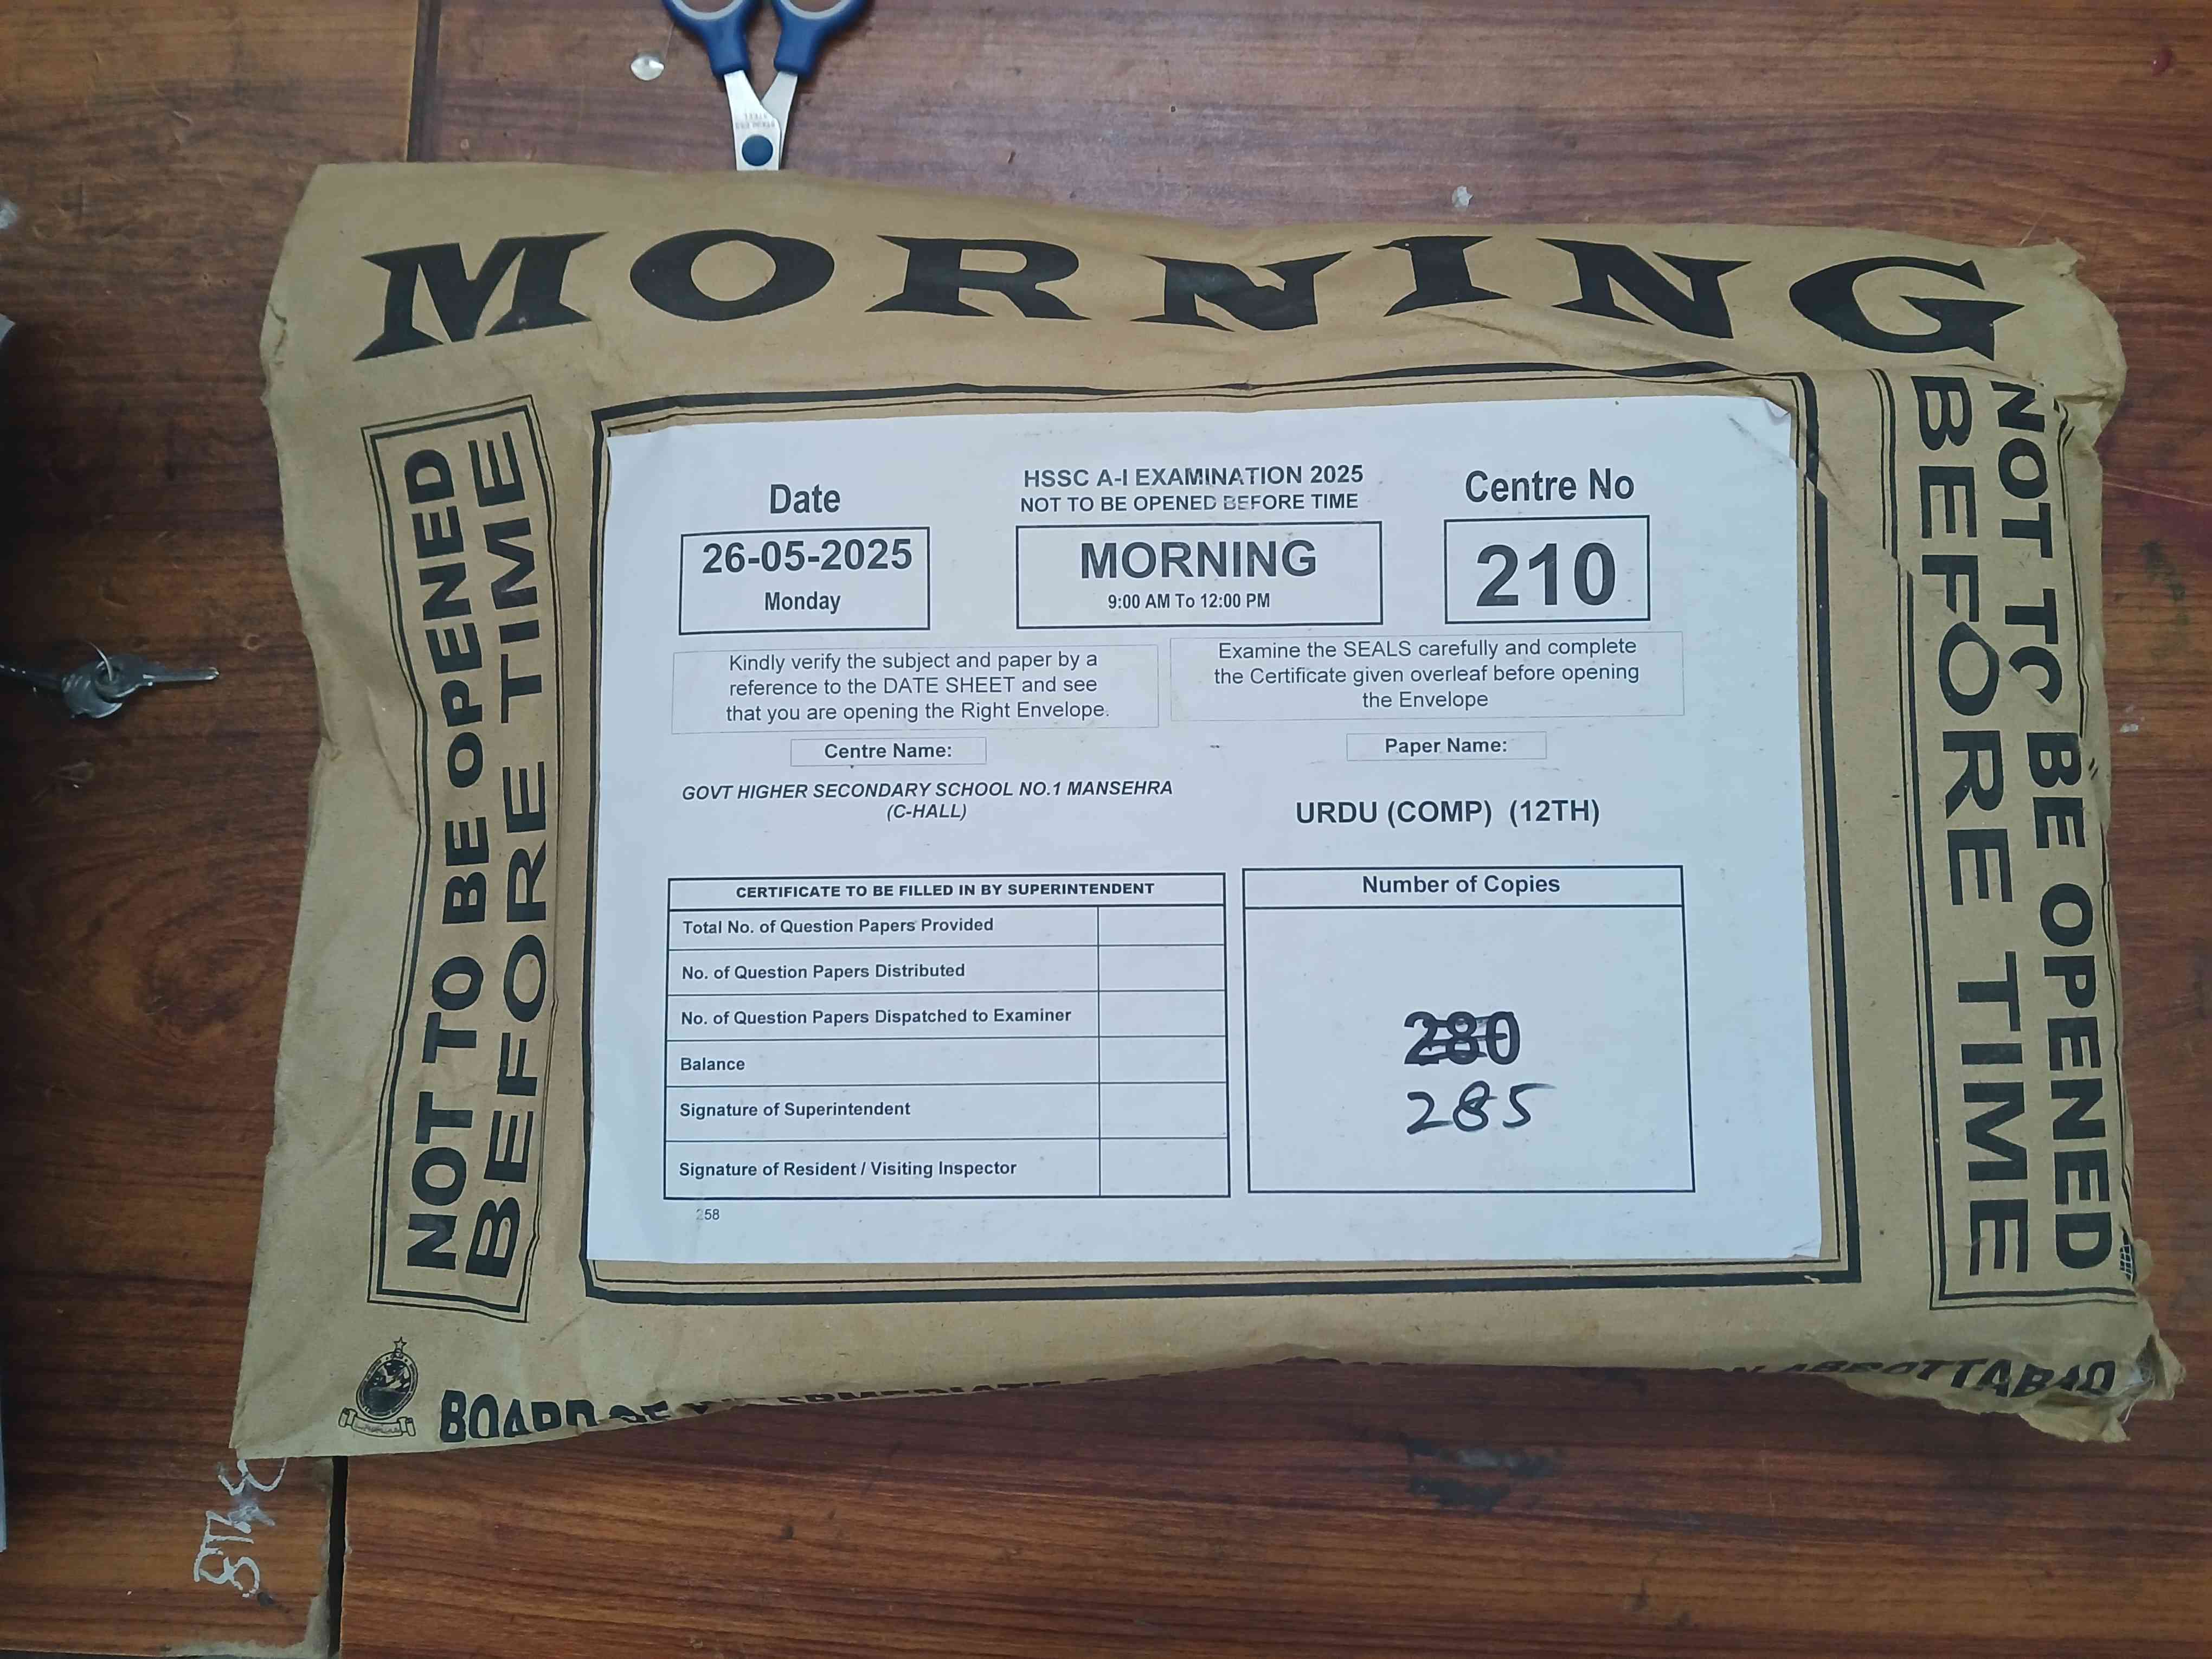 MORNING
NOT TO BE OPENED
BEFORE TIME
Date
26-05-2025
Monday
HSSC A-I EXAMINATION 2025
NOT TO BE OPENED BEFORE TIME
MORNING
9:00 AM To 12:00 PM
Centre No
210
Kindly verify the subject and paper by a
reference to the DATE SHEET and see
that you are opening the Right Envelope.
Examine the SEALS carefully and complete
the Certificate given overleaf before opening
the Envelope
Centre Name:
GOVT HIGHER SECONDARY SCHOOL NO.1 MANSEHRA
(C-HALL)
Paper Name:
URDU (COMP) (12TH)
CERTIFICATE TO BE FILLED IN BY SUPERINTENDENT
Total No. of Question Papers Provided
No. of Question Papers Distributed
No. of Question Papers Dispatched to Examiner
Balance
Signature of Superintendent
Signature of Resident / Visiting Inspector
Number of Copies
280
285
258
NOT TO BE OPENED
BEFORE TIME
BOARD OF INTERMEDIATE ABBOTTABAD